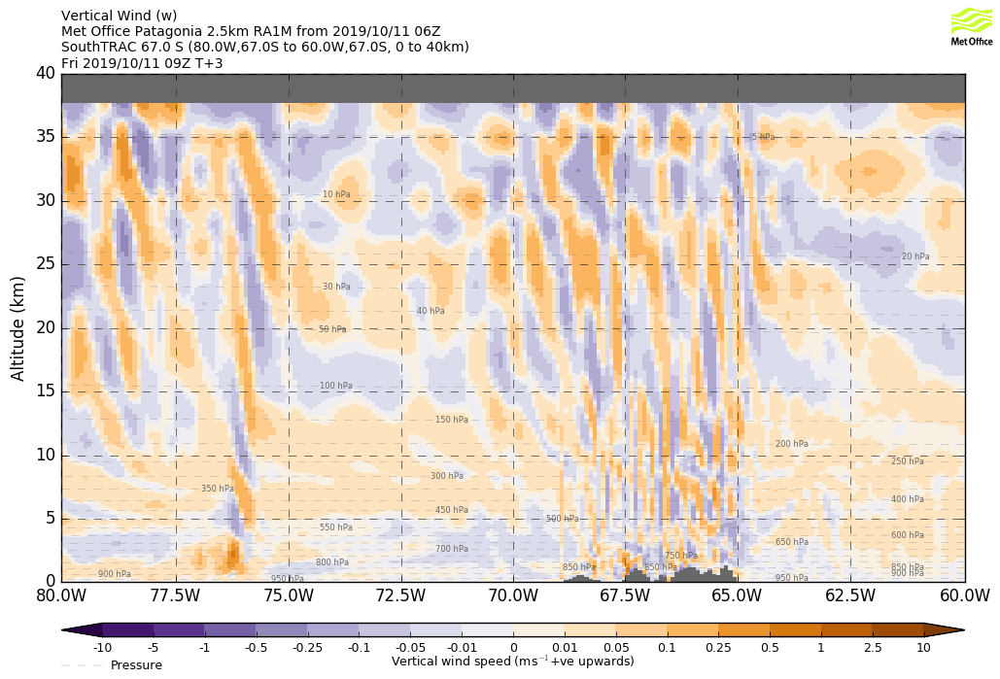 Vertical Wind (w)
Met Office Patagonia 2.5km RA1M from 2019/10/11 06Z
SouthTRAC 67.0 S (80.0W,67.0S to 60.0W,67.0S, 0 to 40km)
Fri 2019/10/11 09Z T+3
Met Office
40
35
5 hPa
30
10 hPa
25
20 hPa
30 hPa
40 hPa
20
50 hPa
15
100 hPa
150 hPa
10
200 hPa
250 hPa
300 hPa
350 hPa
400 hPa
450 hPa
5
500 hPa
550 hPa
600 hPa
650 hPa
700 hPa
750 hPa
800 hPa
850 hPa 850 hPa 850 hPa
900 hPa 900 hPa
950 hPa 950 hPa
0
Altitude (km)
80.0W 77.5W 75.0W 72.5W 70.0W 67.5W 65.0W 62.5W 60.0W
-10 -5 -1 -0.5 -0.25 -0.1 -0.05 -0.01 0 0.01 0.05 0.1 0.25 0.5 1 2.5 10
Vertical wind speed (ms⁻¹+ve upwards)
Pressure